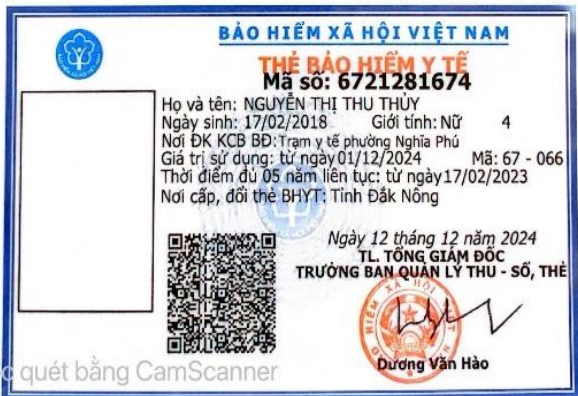 BẢO HIỂM XÃ HỘI VIỆT NAM
THẺ BẢO HIỂM Y TẾ
Mã số: 6721281674
Họ và tên: NGUYỄN THỊ THU THỦY
Ngày sinh: 17/02/2018 Giới tính: Nữ 4
Nơi ĐK KCB BĐ: Trạm y tế phường Nghĩa Phú
Giá trị sử dụng: từ ngày 01/12/2024 Mã: 67 - 066
Thời điểm đủ 05 năm liên tục: từ ngày 17/02/2023
Nơi cấp, đổi thẻ BHYT: Tỉnh Đắk Nông
Ngày 12 tháng 12 năm 2024
TL. TỔNG GIÁM ĐỐC
TRƯỞNG BAN QUẢN LÝ THU - SỔ, THẺ
Dương Văn Hào
quét bằng CamScanner